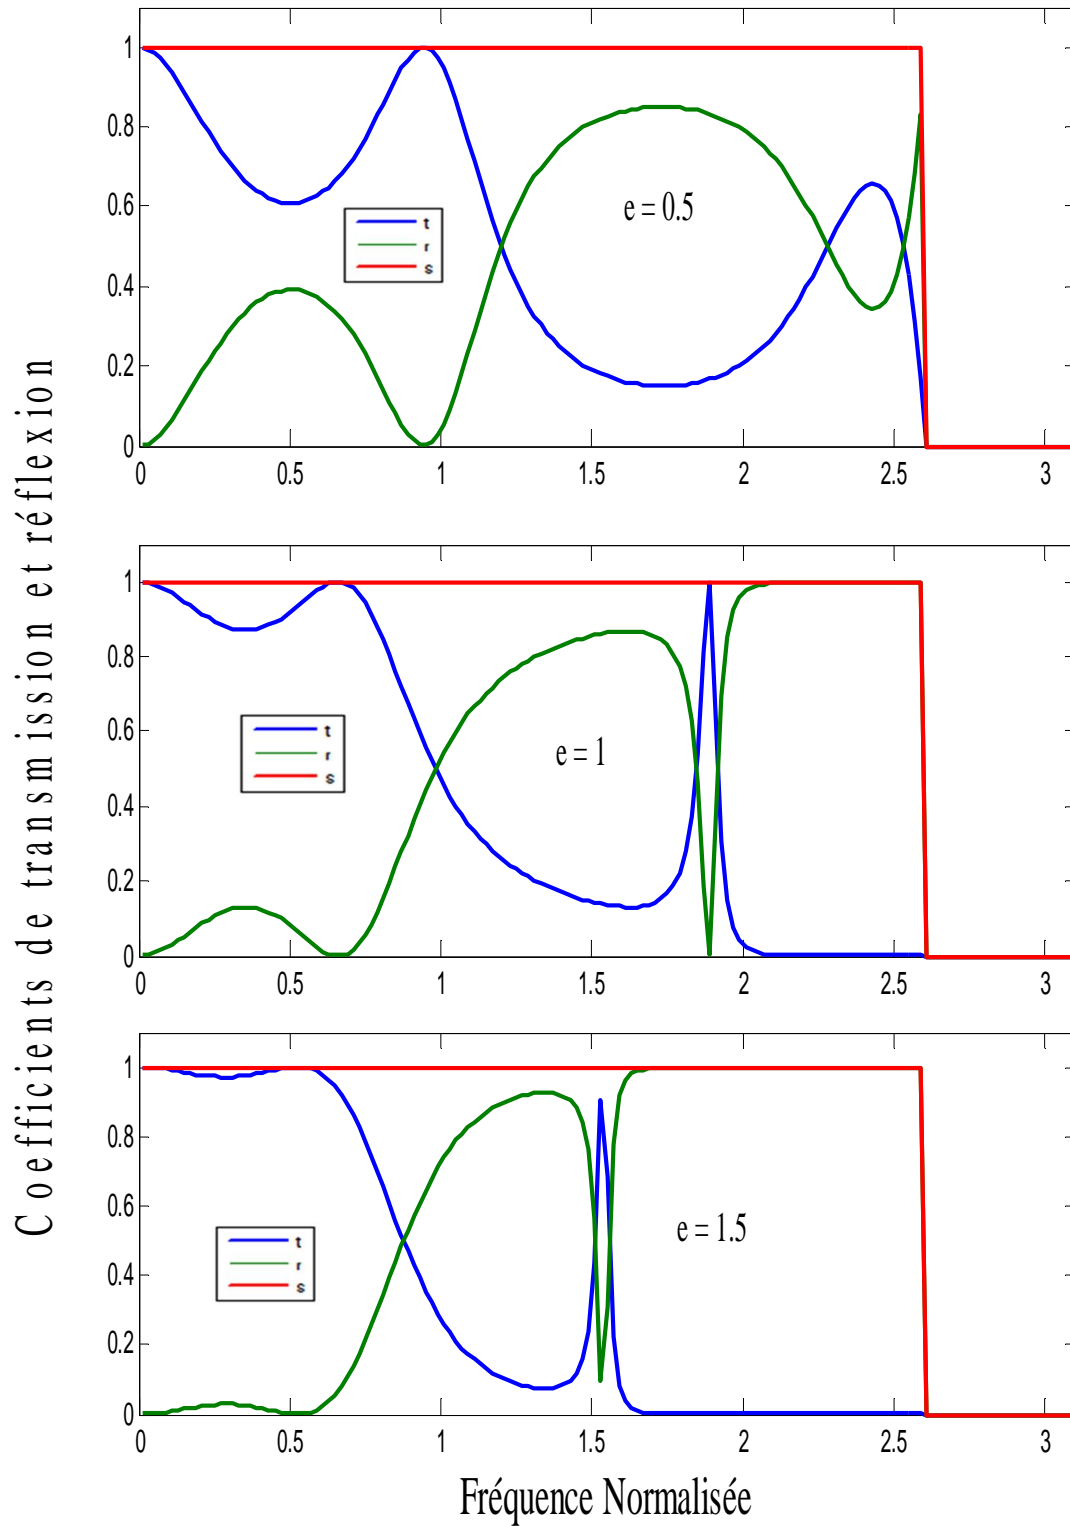 Coefficients de transmission et réflexion
1
0.8
0.6
0.4
0.2
0
t
r
s
e = 0.5
0 0.5 1 1.5 2 2.5 3
1
0.8
0.6
0.4
0.2
0
t
r
s
e = 1
0 0.5 1 1.5 2 2.5 3
1
0.8
0.6
0.4
0.2
0
t
r
s
e = 1.5
0 0.5 1 1.5 2 2.5 3
Fréquence Normalisée